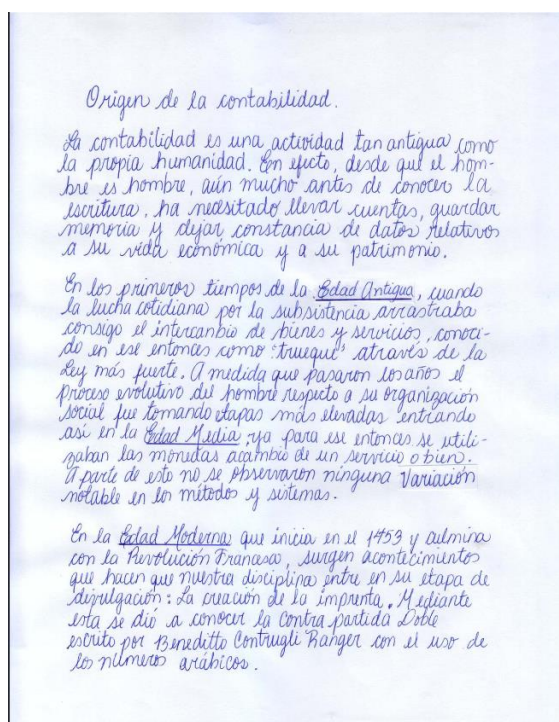 Origen de la contabilidad.
La contabilidad es una actividad tan antigua como
la propia humanidad. En efecto, desde que el hom-
bre es hombre, aún mucho antes de conocer la
escritura, ha necesitado llevar cuentas, guardar
memoria y dejar constancia de datos relativos
a su vida económica y a su patrimonio.
En los primeros tiempos de la Edad Antigua, cuando
la lucha cotidiana por la subsistencia arrastraba
consigo el intercambio de bienes y servicios, conoci-
do en ese entonces como "trueque" através de la
Ley más fuerte. A medida que pasaron los años el
proceso evolutivo del hombre respecto a su organización
social fue tomando etapas más elevadas entrando
así en la Edad Media, ya para ese entonces se utili-
zaban las monedas acambio de un servicio o bien.
A parte de esto no se observaron ninguna Variación
notable en los métodos y sistemas.
En la Edad Moderna que inicia en el 1453 y culmina
con la Revolución Francesa, surgen acontecimientos
que hacen que nuestra disciplina entre en su etapa de
divulgación: La creación de la imprenta. Mediante
esta se dió a conocer la Contra partida Doble
escrito por Beneditto Contrugli Ranger con el uso de
los números arábicos.